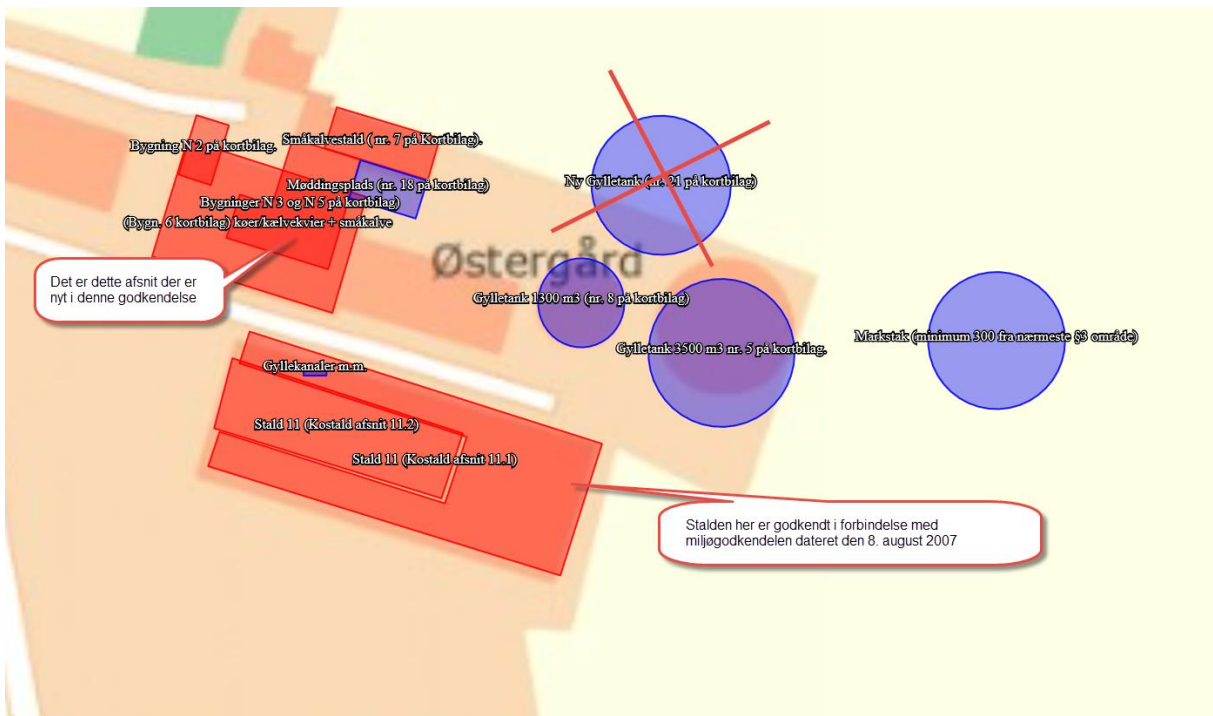 Småkalvestald ( nr. 7 på Kortbilag).
Bygning N 2 på kortbilag.
Møddingsplads (nr. 18 på kortbilag)
Ny Gylletank (nr. 21 på kortbilag)
Bygninger N 3 og N 5 på kortbilag)
(Bygn. 6 kortbilag) køer/kælvekvier + småkalve
Østergård
Det er dette afsnit der er
nyt i denne godkendelse
Gylletank 1300 m3 (nr. 8 på kortbilag)
Gylletank 3500 m3 nr. 5 på kortbilag.
Markstak (minimum 300 fra nærmeste §3 område)
Gyllekanaler m.m.
Stald 11 (Kostald afsnit 11.2)
Stald 11 (Kostald afsnit 11.1)
Stalden her er godkendt i forbindelse med
miljøgodkendelen dateret den 8. august 2007